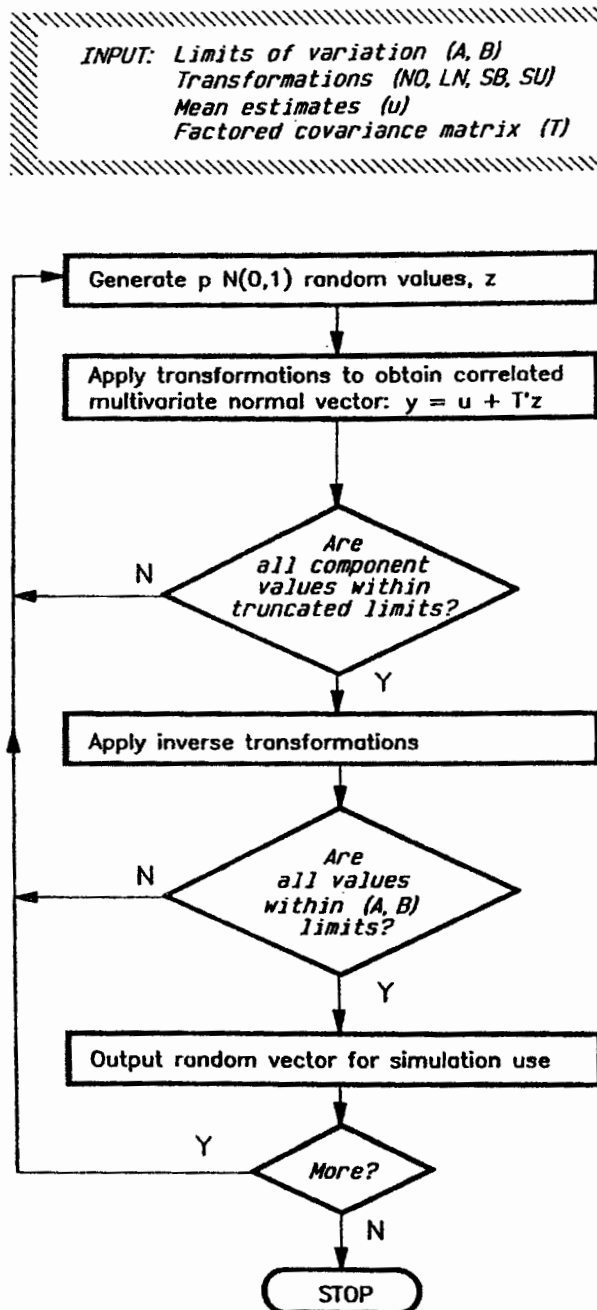 INPUT: Limits of variation (A, B)
Transformations (NO, LN, SB, SU)
Mean estimates (u)
Factored covariance matrix (T)
Generate p N(0,1) random values, z
Apply transformations to obtain correlated
multivariate normal vector: y = u + T'z
Are
all component
values within
truncated limits?
N
Y
Apply inverse transformations
Are
all values
within (A, B)
limits?
N
Y
Output random vector for simulation use
More?
Y
N
STOP